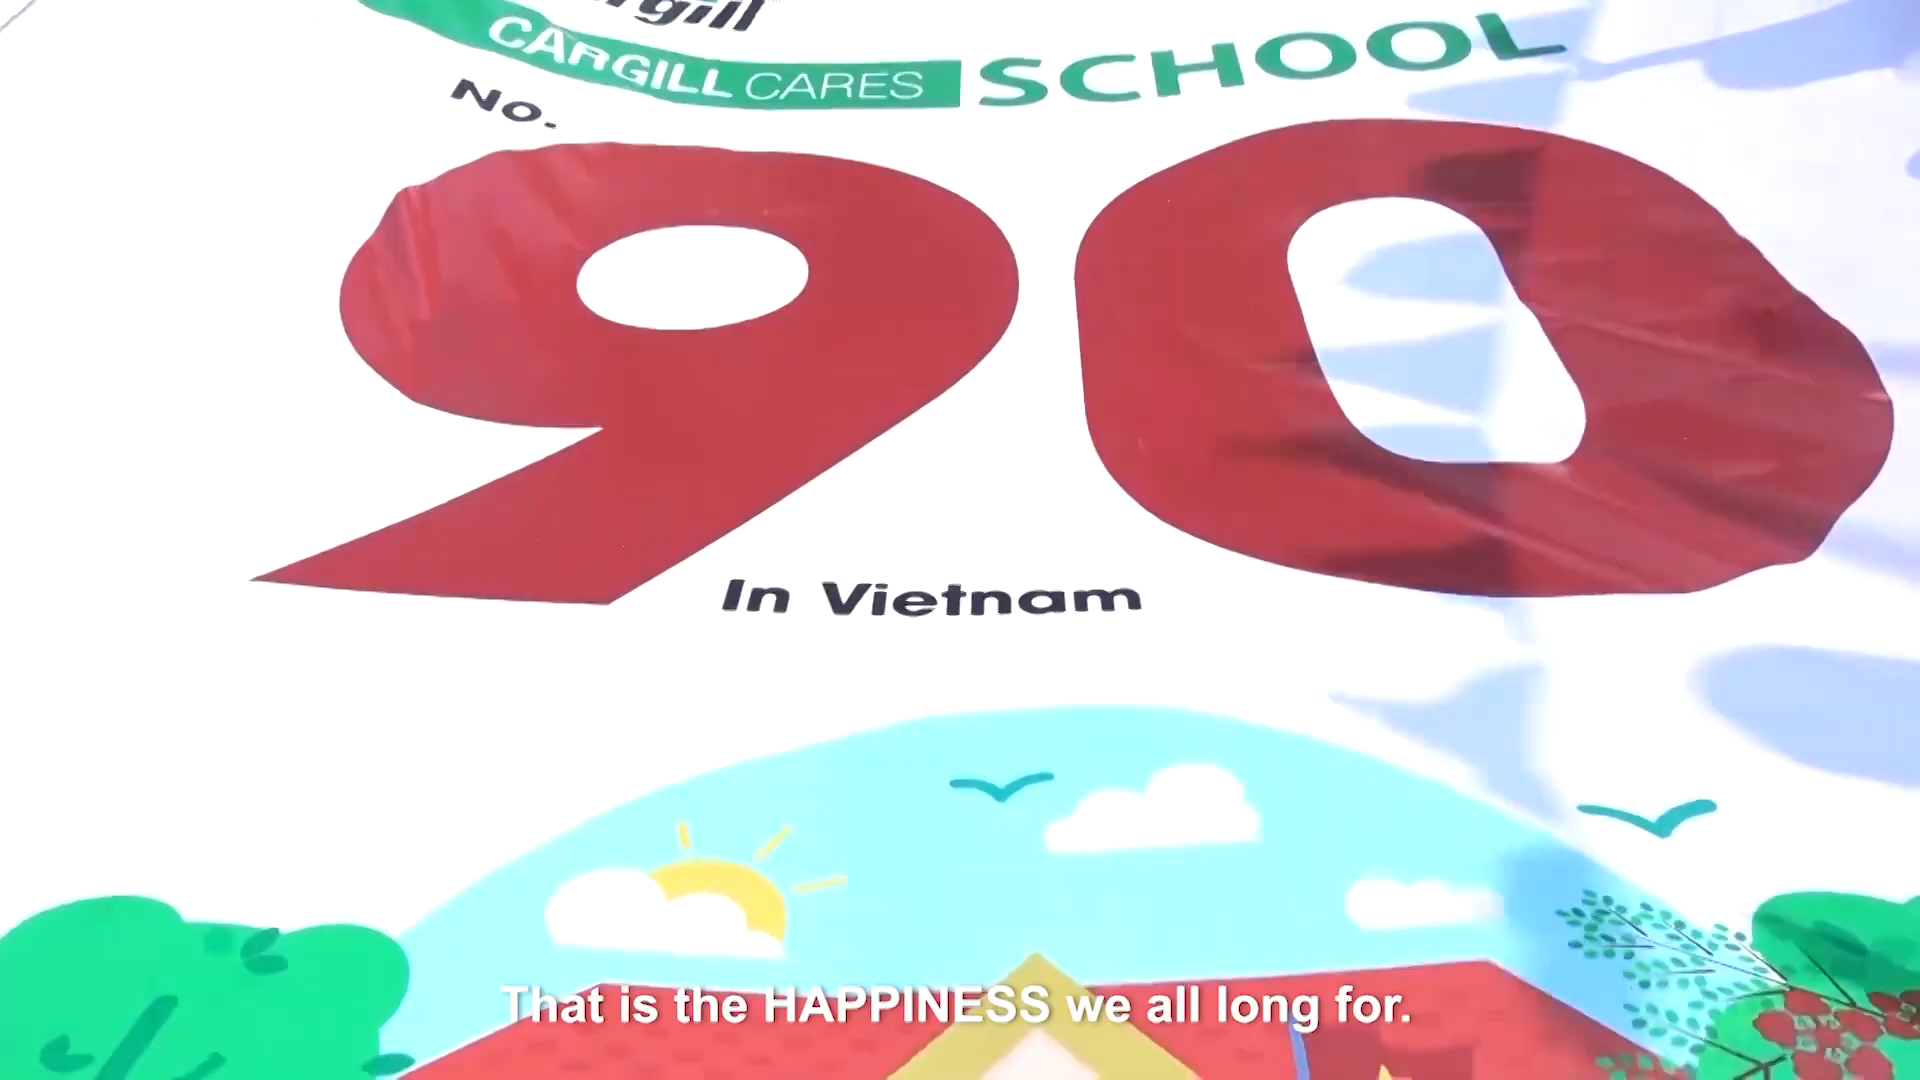 CARGILL CARES SCHOOL
No.
90
In Vietnam
That is the HAPPINESS we all long for.